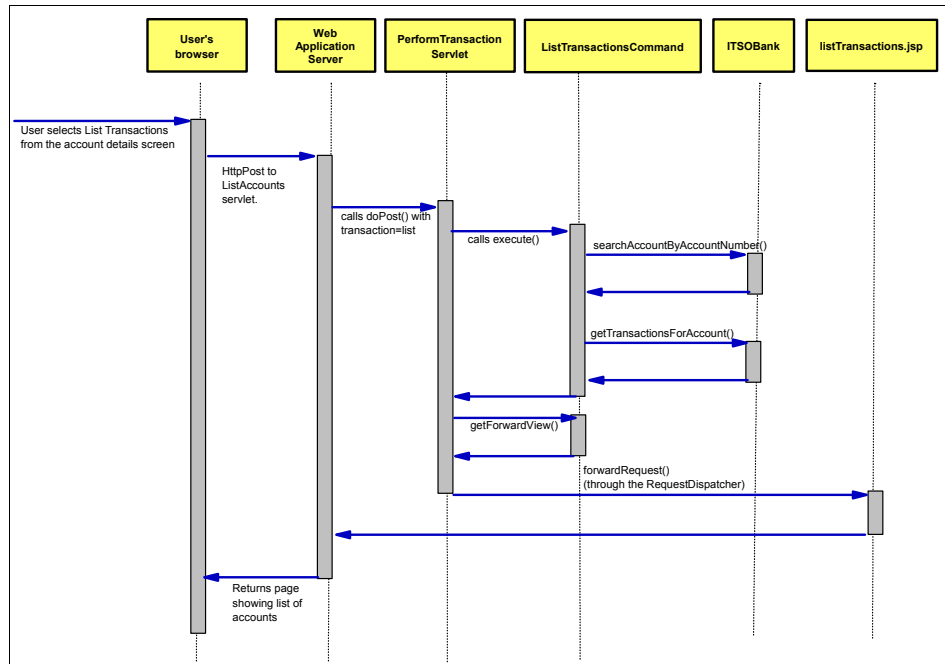 User's
browser
Web
Application
Server
PerformTransaction
Servlet
ListTransactionsCommand
ITSOBank
listTransactions.jsp
User selects List Transactions
from the account details screen
HttpPost to
ListAccounts
servlet.
calls doPost() with
transaction=list
calls execute()
searchAccountByAccountNumber()
getTransactionsForAccount()
getForwardView()
forwardRequest()
(through the RequestDispatcher)
Returns page
showing list of
accounts